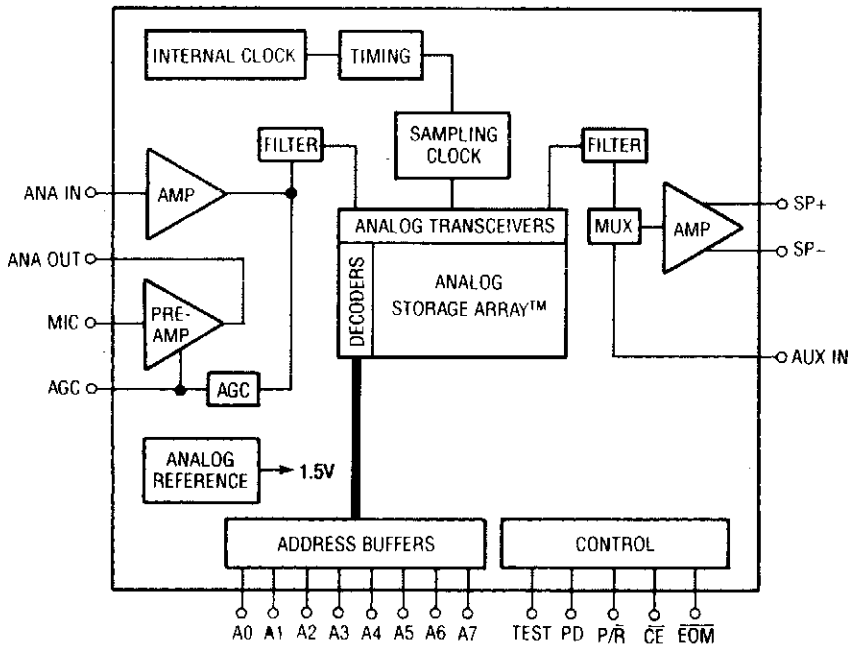 INTERNAL CLOCK
TIMING
FILTER
SAMPLING
CLOCK
FILTER
ANA IN
AMP
ANALOG TRANSCEIVERS
MUX
AMP
SP+
SP-
ANA OUT
DECODERS
ANALOG
STORAGE ARRAY™
MIC
PRE-
AMP
AUX IN
AGC
AGC
ANALOG
REFERENCE
1.5V
ADDRESS BUFFERS
CONTROL
A0 A1 A2 A3 A4 A5 A6 A7 TEST PD P/R̅ C̅E̅ E̅O̅M̅